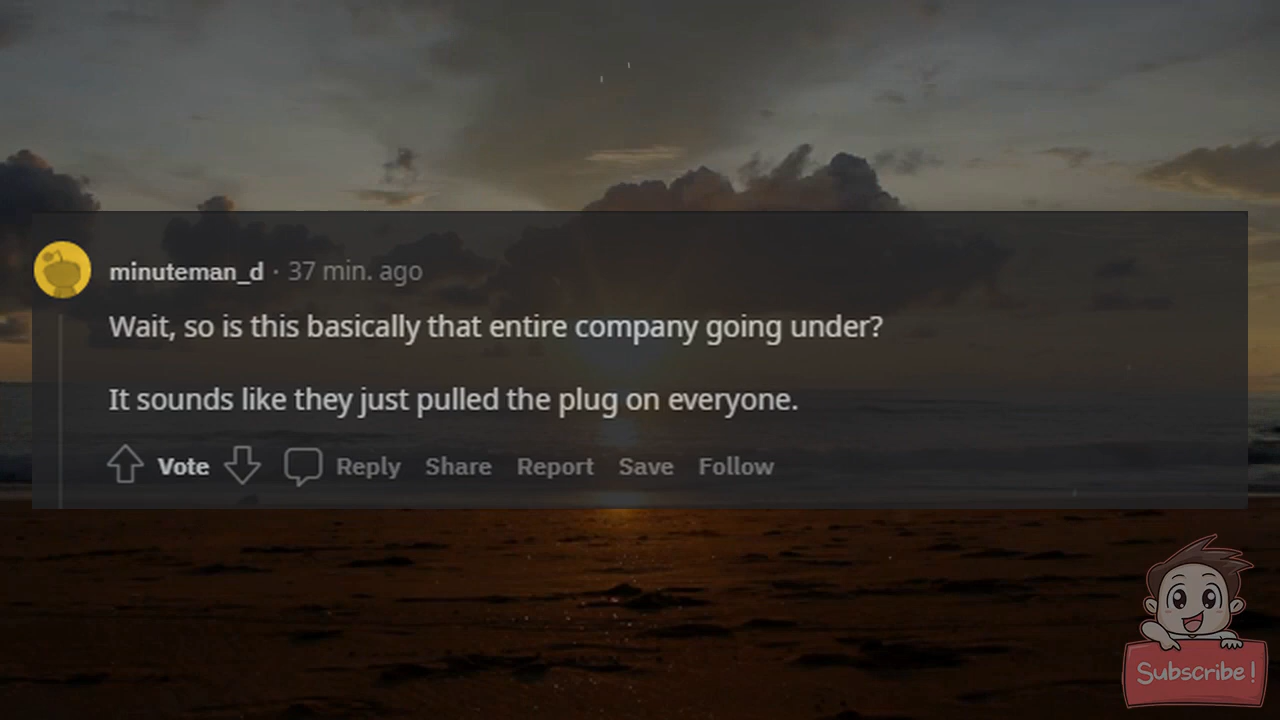 minuteman_d · 37 min. ago
Wait, so is this basically that entire company going under?
It sounds like they just pulled the plug on everyone.
Vote Reply Share Report Save Follow
Subscribe!